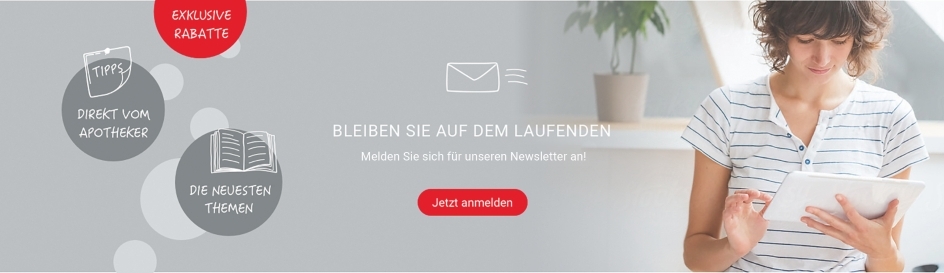 EXKLUSIVE
RABATTE
TIPPS
DIREKT VOM
APOTHEKER
DIE NEUESTEN
THEMEN
BLEIBEN SIE AUF DEM LAUFENDEN
Melden Sie sich für unseren Newsletter an!
Jetzt anmelden